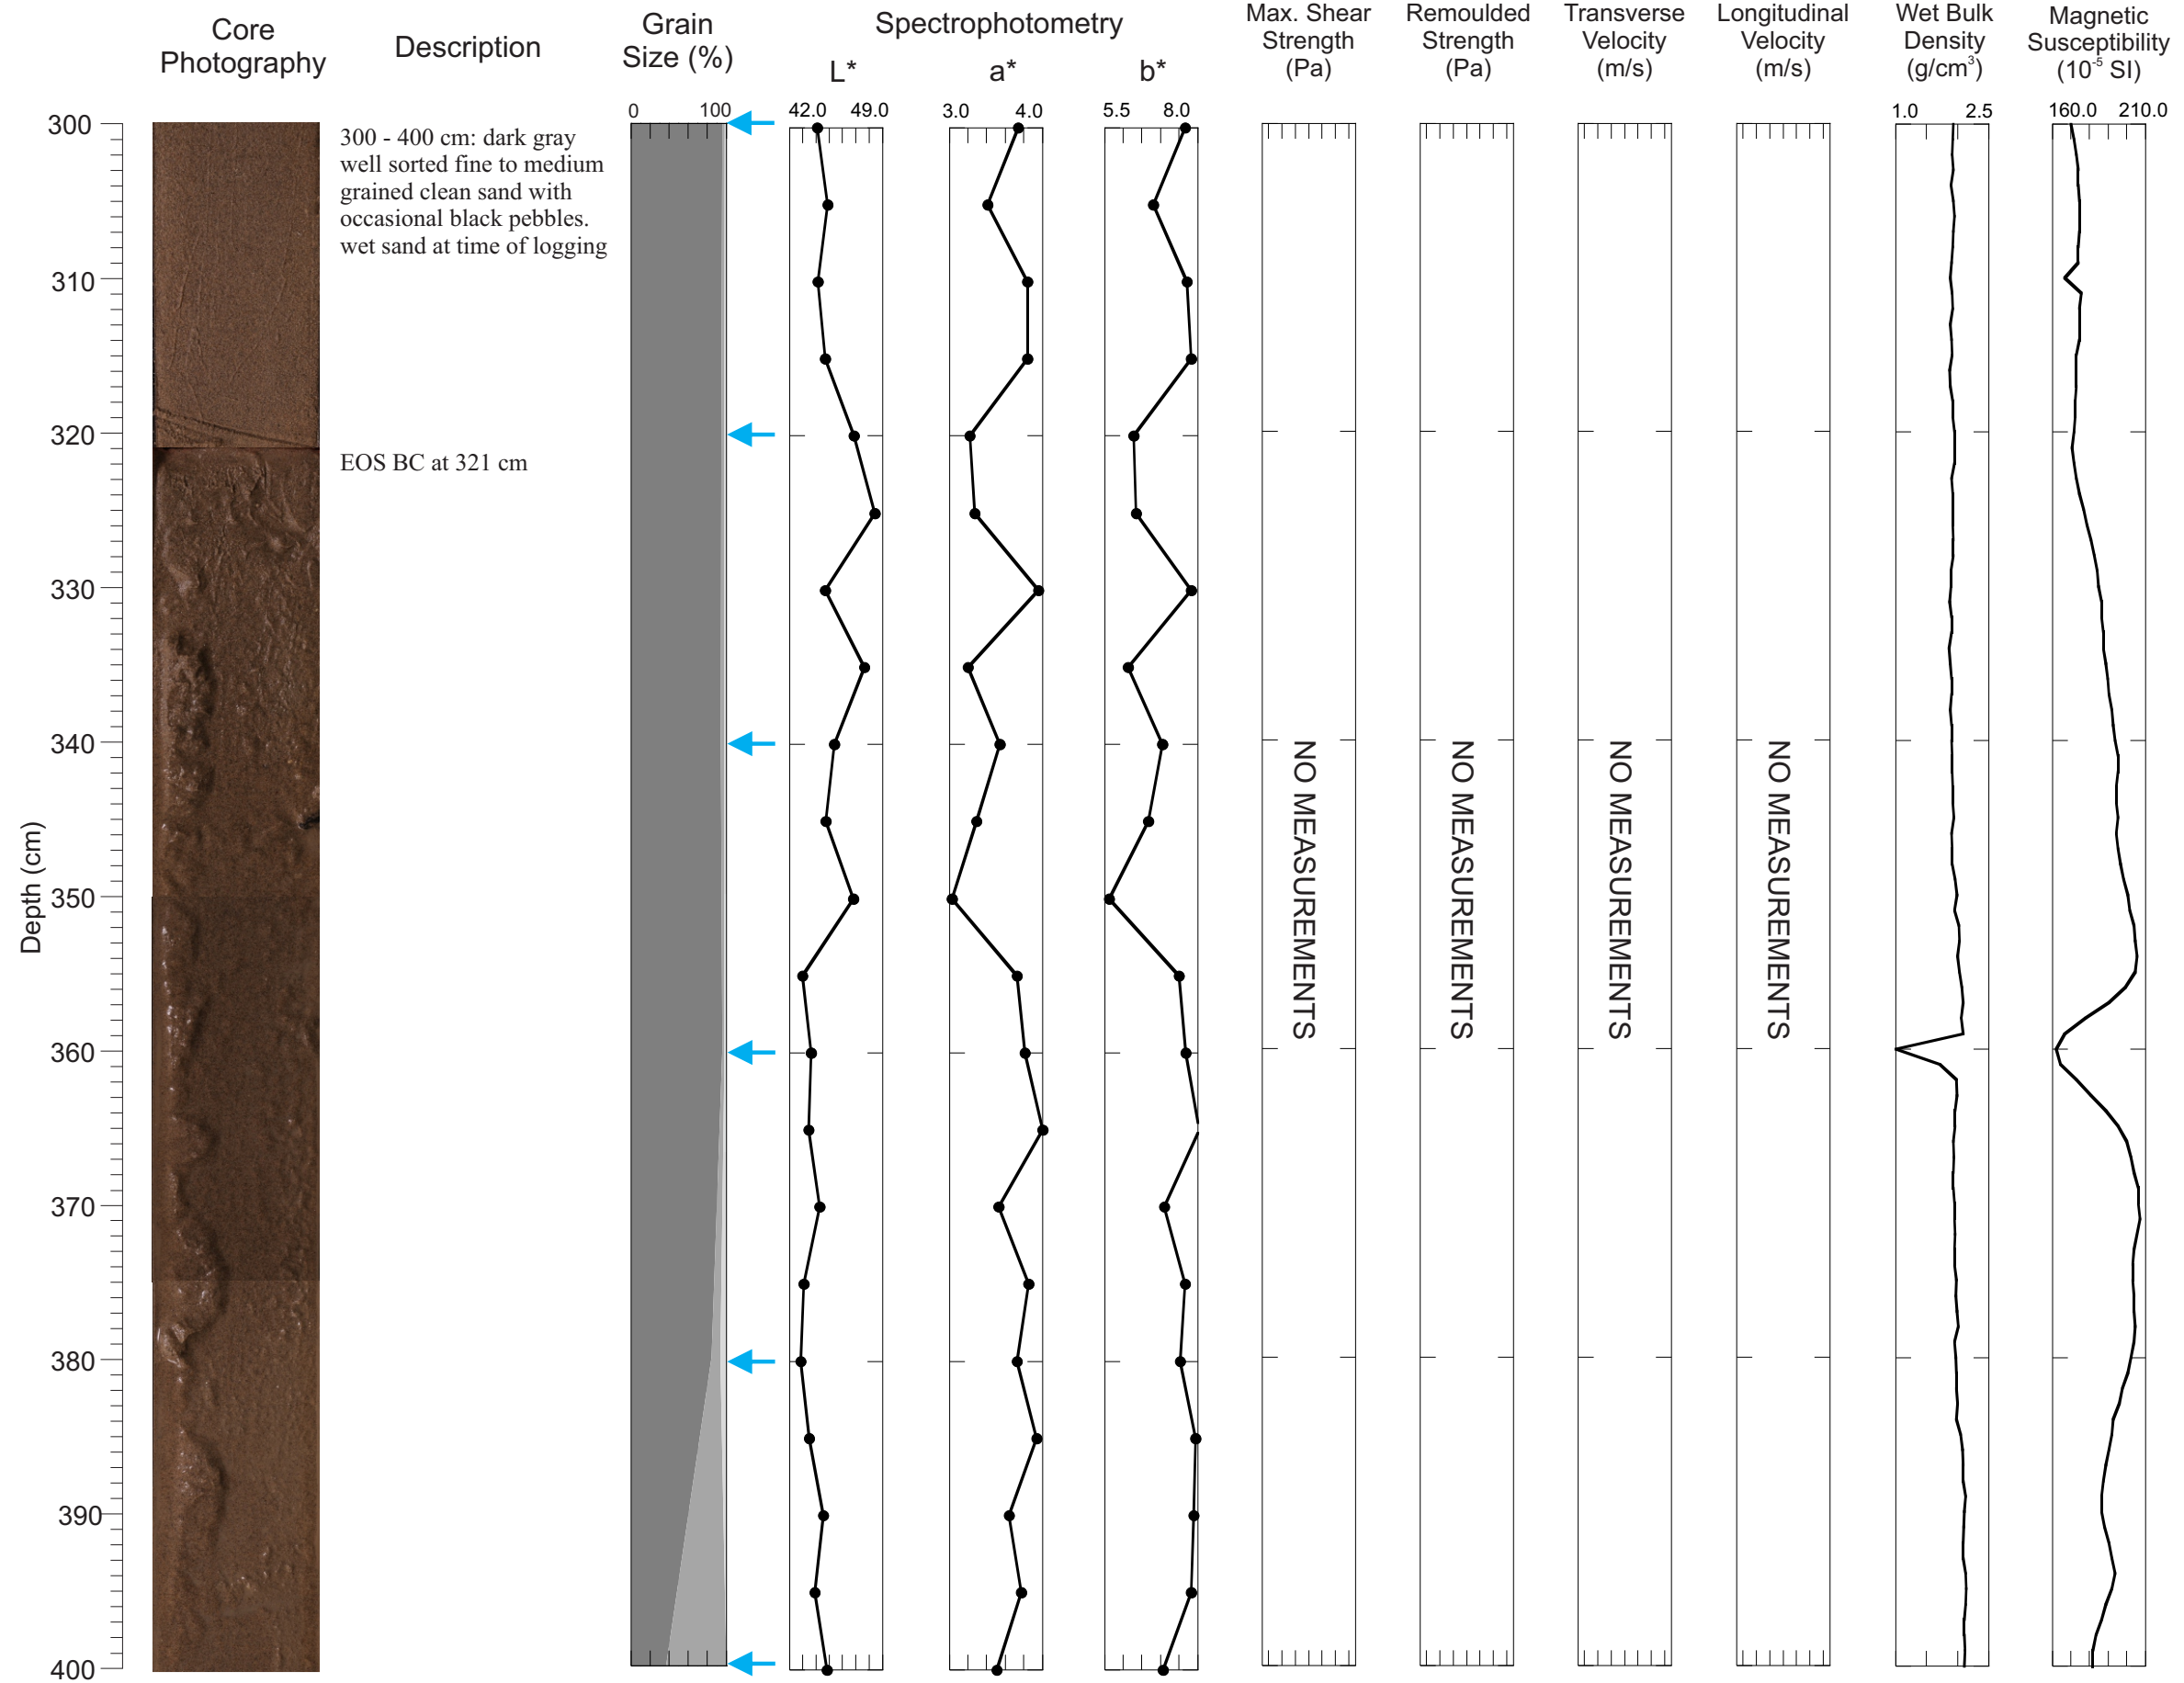 Core
Photography
Description
Grain
Size (%)
Spectrophotometry
L*
a*
b*
Max. Shear
Strength
(Pa)
Remoulded
Strength
(Pa)
Transverse
Velocity
(m/s)
Longitudinal
Velocity
(m/s)
Wet Bulk
Density
(g/cm³)
Magnetic
Susceptibility
(10⁻⁵ SI)
0 100
42.0 49.0
3.0 4.0
5.5 8.0
1.0 2.5
160.0 210.0
300 - 400 cm: dark gray
well sorted fine to medium
grained clean sand with
occasional black pebbles.
wet sand at time of logging
EOS BC at 321 cm
Depth (cm)
300
310
320
330
340
350
360
370
380
390
400
NO MEASUREMENTS
NO MEASUREMENTS
NO MEASUREMENTS
NO MEASUREMENTS